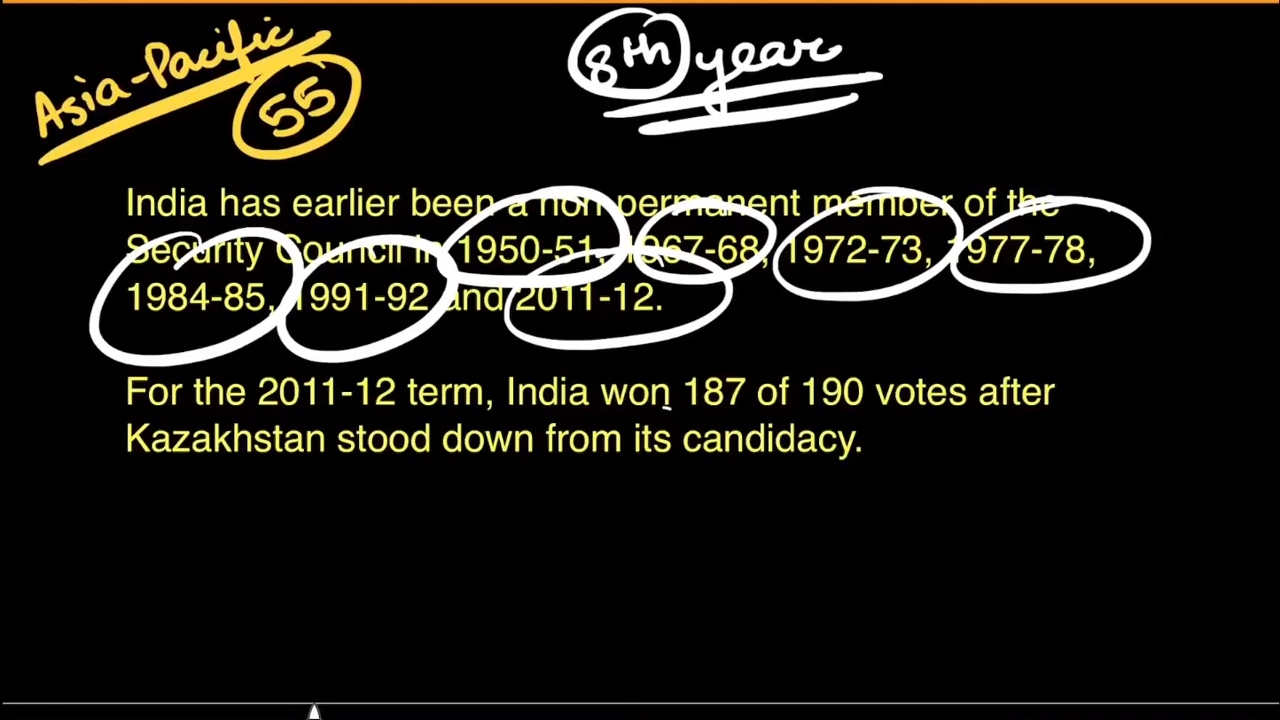 Asia-Pacific
55
8th year
India has earlier been a non permanent member of the
Security Council in 1950-51, 1967-68, 1972-73, 1977-78,
1984-85, 1991-92 and 2011-12.
For the 2011-12 term, India won 187 of 190 votes after
Kazakhstan stood down from its candidacy.